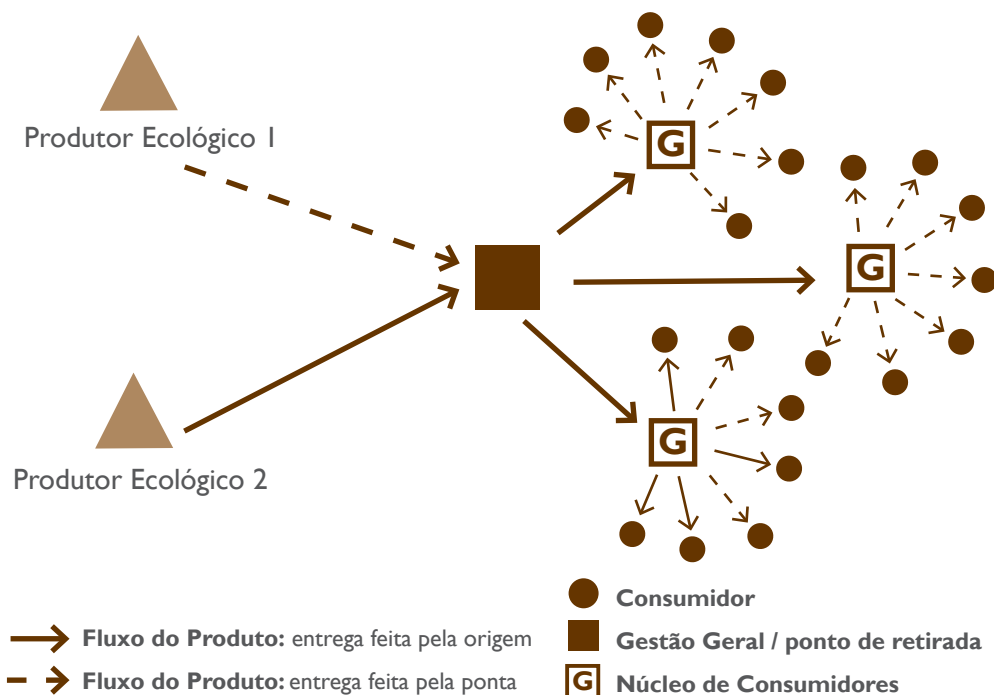 Produtor Ecológico 1
G
G
G
Produtor Ecológico 2
Fluxo do Produto: entrega feita pela origem
Fluxo do Produto: entrega feita pela ponta
Consumidor
Gestão Geral / ponto de retirada
G Núcleo de Consumidores